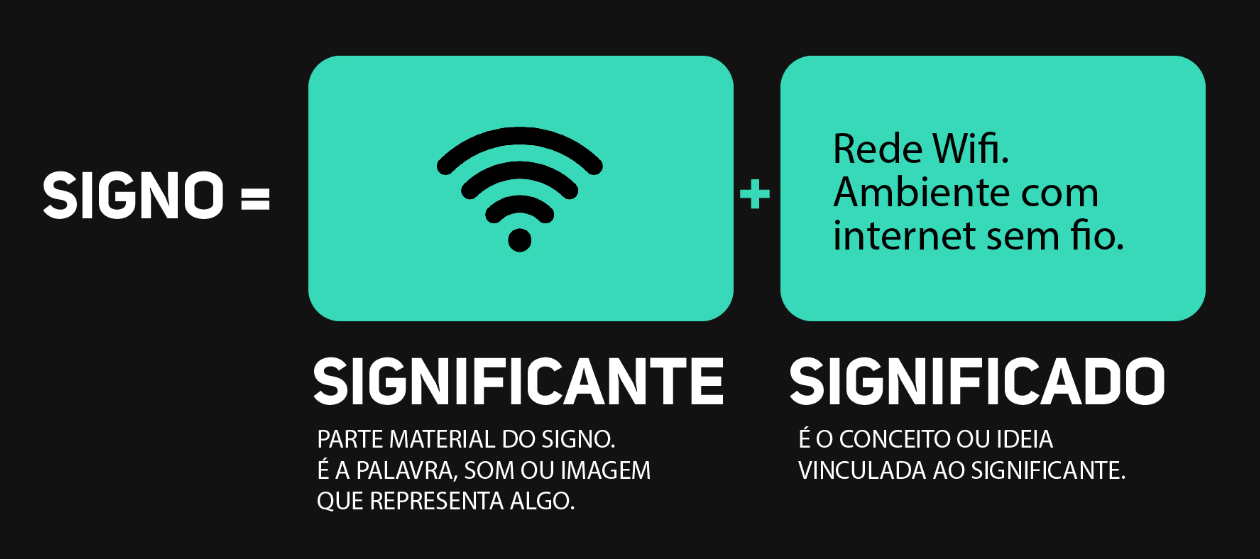 SIGNO =
+
Rede Wifi.
Ambiente com
internet sem fio.
SIGNIFICANTE
PARTE MATERIAL DO SIGNO.
É A PALAVRA, SOM OU IMAGEM
QUE REPRESENTA ALGO.
SIGNIFICADO
É O CONCEITO OU IDEIA
VINCULADA AO SIGNIFICANTE.